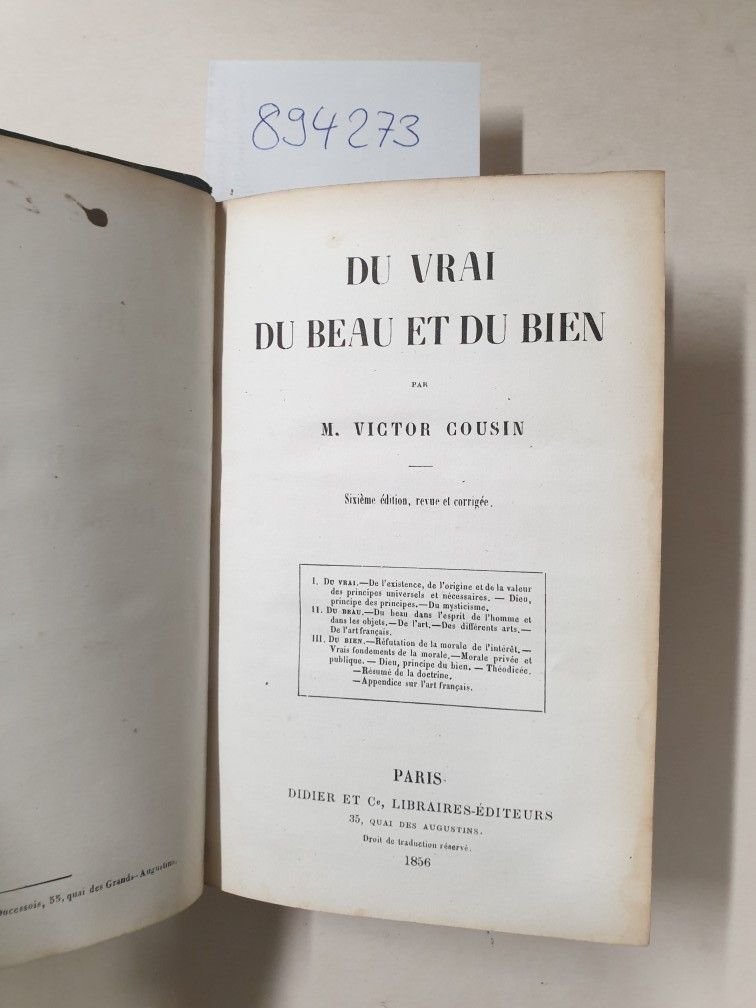 894273
DU VRAI
DU BEAU ET DU BIEN
PAR
M. VICTOR COUSIN
Sixième édition, revue et corrigée.
I. DU VRAI.—De l'existence, de l'origine et de la valeur
des principes universels et nécessaires. — Dieu,
principe des principes.—Du mysticisme.
II. DU BEAU.—Du beau dans l'esprit de l'homme et
dans les objets.—De l'art.—Des différents arts.—
De l'art français.
III. DU BIEN.—Réfutation de la morale de l'intérêt.—
Vrais fondements de la morale.—Morale privée et
publique. — Dieu, principe du bien. — Théodicée.
—Résumé de la doctrine.
—Appendice sur l'art français.
PARIS
DIDIER ET Ce, LIBRAIRES-ÉDITEURS
35, QUAI DES AUGUSTINS.
Droit de traduction réservé.
1856
Ducessois, 55, quai des Grands-Augustins.